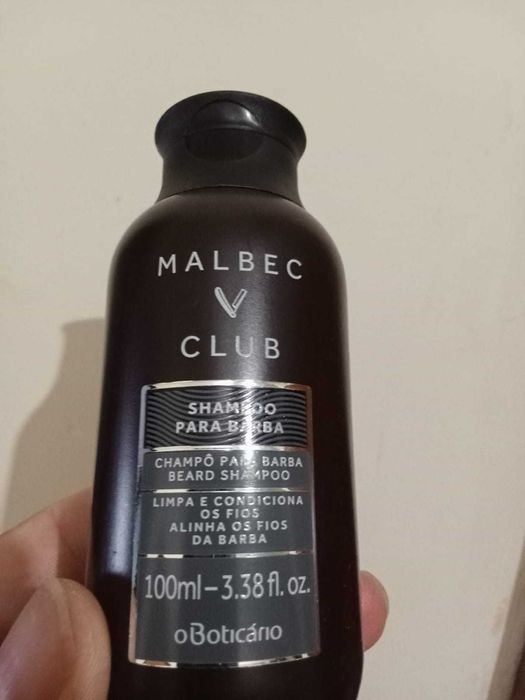 MALBEC
CLUB
SHAMPOO
PARA BARBA
CHAMPÔ PARA BARBA
BEARD SHAMPOO
LIMPA E CONDICIONA
OS FIOS
ALINHA OS FIOS
DA BARBA
100ml – 3.38 fl. oz.
oBoticário